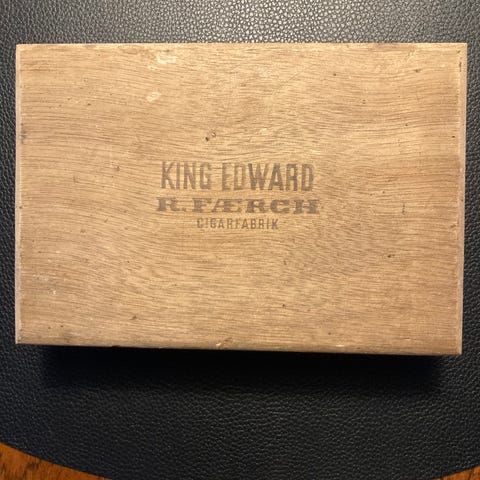 KING EDWARD
R. FÆRCH
CIGARFABRIK